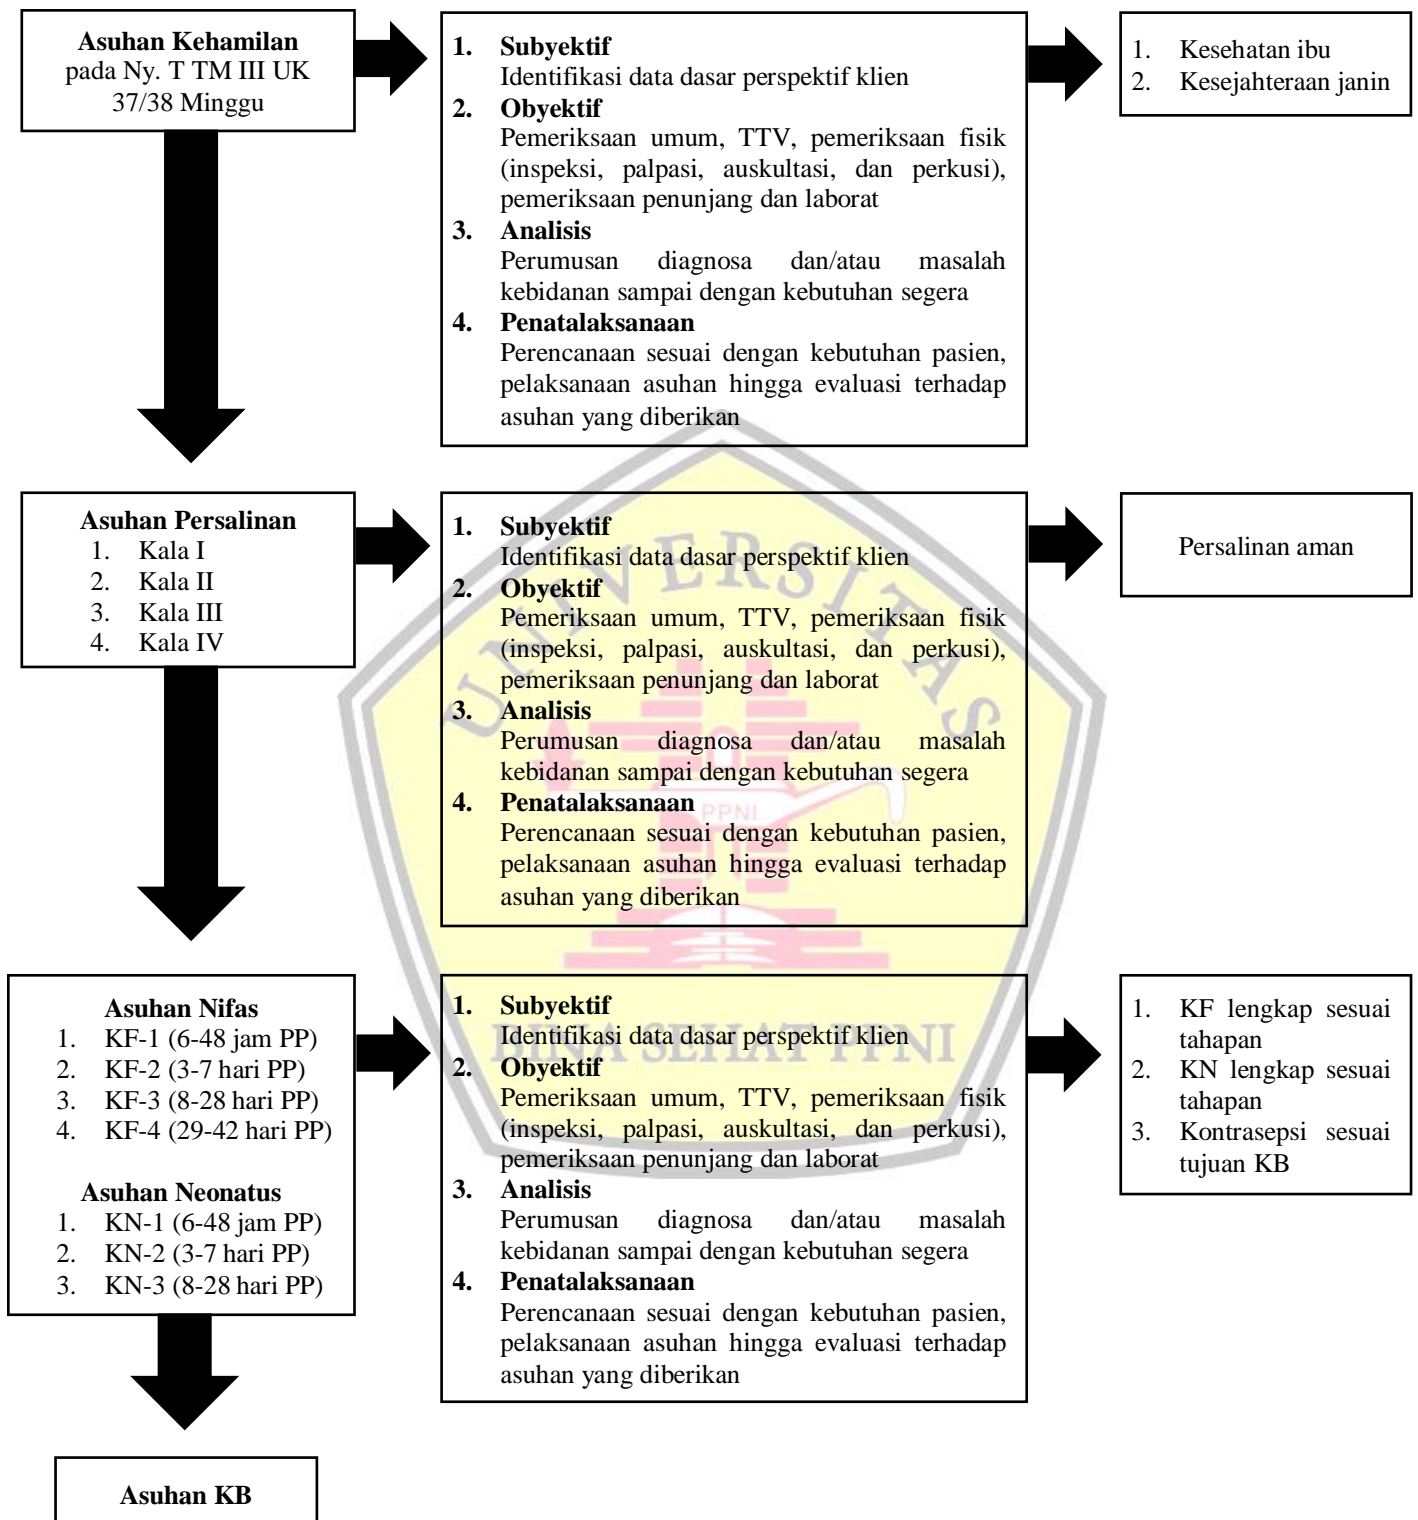 Asuhan Kehamilan
pada Ny. T TM III UK
37/38 Minggu
1. Subyektif
Identifikasi data dasar perspektif klien
2. Obyektif
Pemeriksaan umum, TTV, pemeriksaan fisik
(inspeksi, palpasi, auskultasi, dan perkusi),
pemeriksaan penunjang dan laborat
3. Analisis
Perumusan diagnosa dan/atau masalah
kebidanan sampai dengan kebutuhan segera
4. Penatalaksanaan
Perencanaan sesuai dengan kebutuhan pasien,
pelaksanaan asuhan hingga evaluasi terhadap
asuhan yang diberikan
1. Kesehatan ibu
2. Kesejahteraan janin
Asuhan Persalinan
1. Kala I
2. Kala II
3. Kala III
4. Kala IV
1. Subyektif
Identifikasi data dasar perspektif klien
2. Obyektif
Pemeriksaan umum, TTV, pemeriksaan fisik
(inspeksi, palpasi, auskultasi, dan perkusi),
pemeriksaan penunjang dan laborat
3. Analisis
Perumusan diagnosa dan/atau masalah
kebidanan sampai dengan kebutuhan segera
4. Penatalaksanaan
Perencanaan sesuai dengan kebutuhan pasien,
pelaksanaan asuhan hingga evaluasi terhadap
asuhan yang diberikan
Persalinan aman
UNIVERSITAS
PPNI
BINA SEHAT PPNI
Asuhan Nifas
1. KF-1 (6-48 jam PP)
2. KF-2 (3-7 hari PP)
3. KF-3 (8-28 hari PP)
4. KF-4 (29-42 hari PP)
Asuhan Neonatus
1. KN-1 (6-48 jam PP)
2. KN-2 (3-7 hari PP)
3. KN-3 (8-28 hari PP)
1. Subyektif
Identifikasi data dasar perspektif klien
2. Obyektif
Pemeriksaan umum, TTV, pemeriksaan fisik
(inspeksi, palpasi, auskultasi, dan perkusi),
pemeriksaan penunjang dan laborat
3. Analisis
Perumusan diagnosa dan/atau masalah
kebidanan sampai dengan kebutuhan segera
4. Penatalaksanaan
Perencanaan sesuai dengan kebutuhan pasien,
pelaksanaan asuhan hingga evaluasi terhadap
asuhan yang diberikan
1. KF lengkap sesuai
tahapan
2. KN lengkap sesuai
tahapan
3. Kontrasepsi sesuai
tujuan KB
Asuhan KB